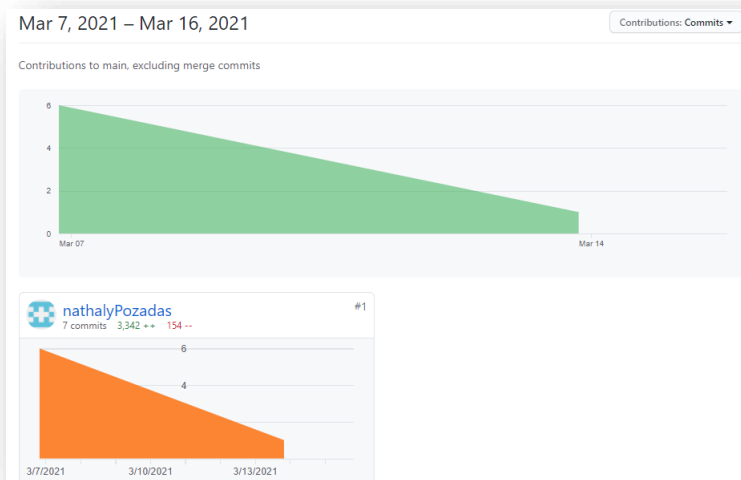 Mar 7, 2021 – Mar 16, 2021
Contributions: Commits
Contributions to main, excluding merge commits
6
4
2
0
Mar 07 Mar 14
nathalyPozadas #1
7 commits 3,342 ++ 154 --
6
4
3/7/2021 3/10/2021 3/13/2021